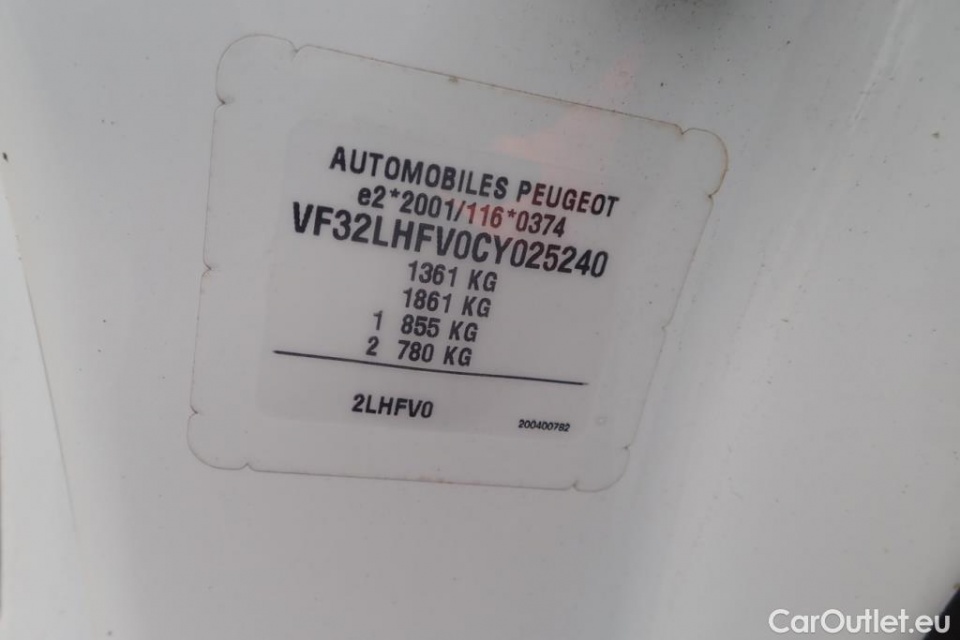 AUTOMOBILES PEUGEOT
e2*2001/116*0374
VF32LHFV0CY025240
1361 KG
1861 KG
1 855 KG
2 780 KG
2LHFV0
200400782
CarOutlet.eu